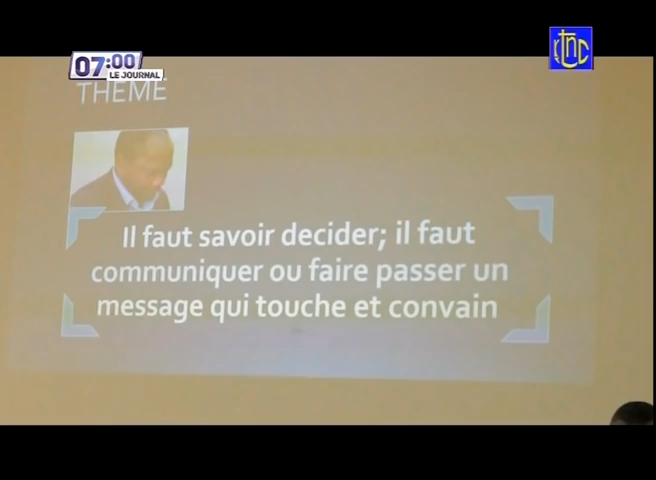 07:00
LE JOURNAL
rtnc
THEME
Il faut savoir decider; il faut
communiquer ou faire passer un
message qui touche et convain